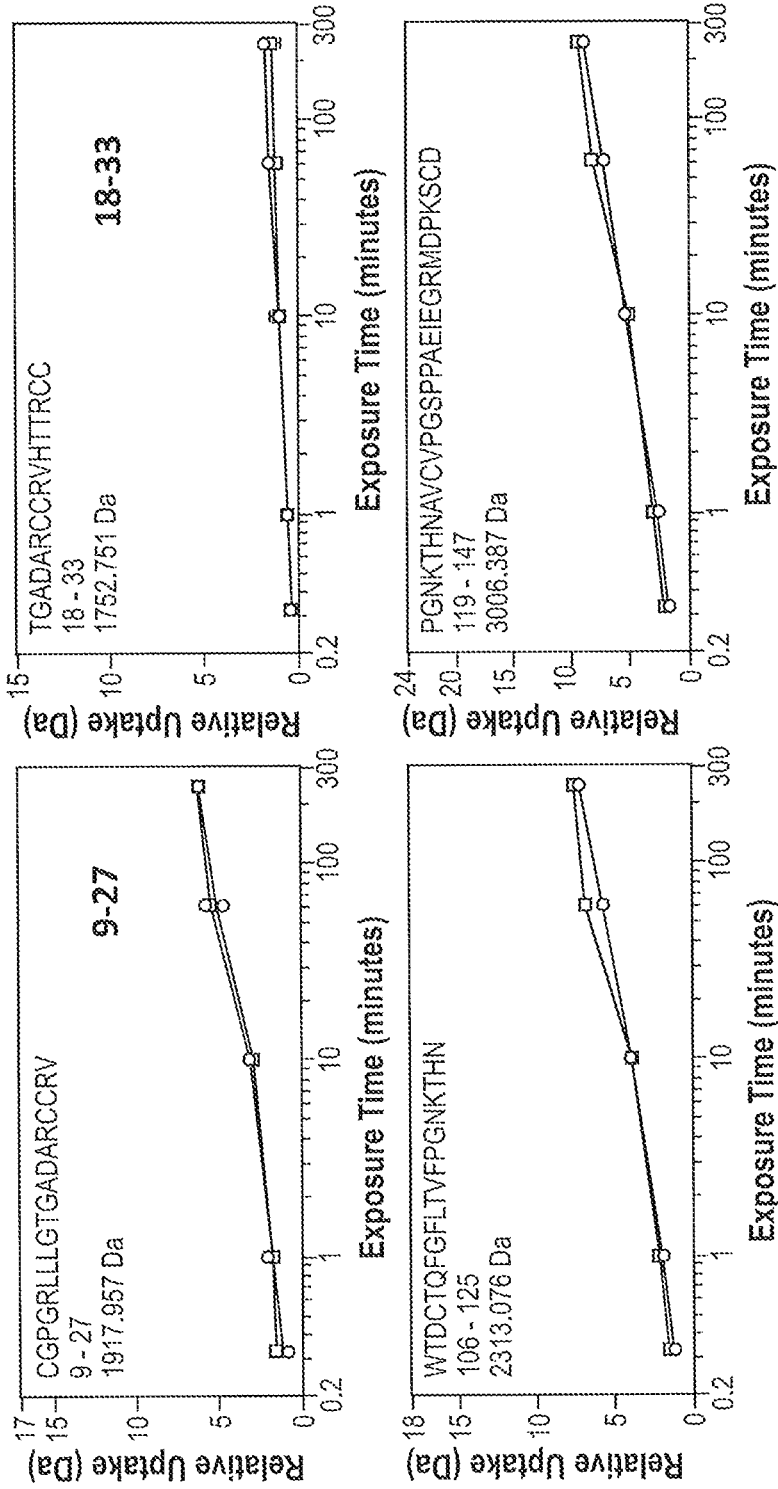 17
15
10
5
0
Relative Uptake (Da)
CGPGRLLLGTGADARCCRV
9 - 27
1917.957 Da
9-27
0.2
1
10
100
300
Exposure Time (minutes)
15
10
5
0
Relative Uptake (Da)
TGADARCCRVHTTRCC
18 - 33
1752.751 Da
18-33
0.2
1
10
100
300
Exposure Time (minutes)
18
15
10
5
0
Relative Uptake (Da)
WTDCTQFGFLTVFPGNKTHN
106 - 125
2313.076 Da
0.2
1
10
100
300
Exposure Time (minutes)
24
20
15
10
5
0
Relative Uptake (Da)
PGNKTHNAVCVPGSPPAEIEGRMDPKSCD
119 - 147
3006.387 Da
0.2
1
10
100
300
Exposure Time (minutes)